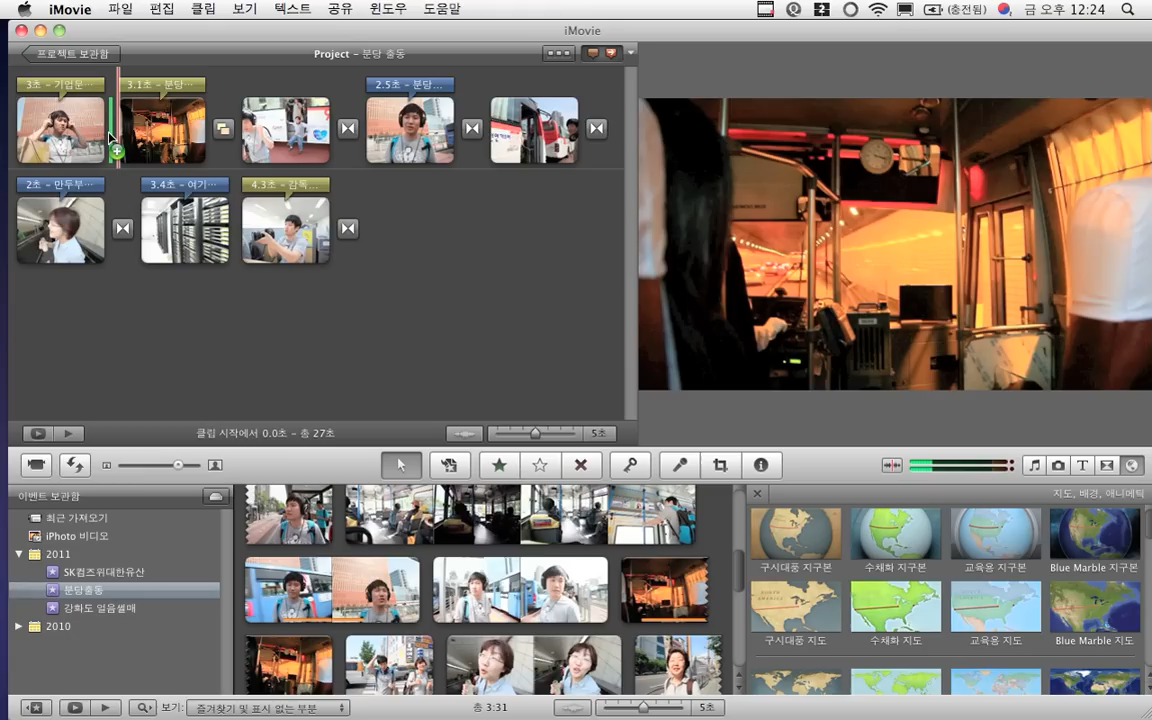 iMovie 파일 편집 클립 보기 텍스트 공유 윈도우 도움말 (충전됨) 금 오후 12:24
iMovie
프로젝트 보관함 Project - 분당 출동
3초 - 기업문… 3.1초 - 분당… 2.5초 - 분당…
2초 - 만두부… 3.4초 - 여기… 4.3초 - 감독…
클립 시작에서 0.0초 - 총 27초 5초
이벤트 보관함
최근 가져오기
iPhoto 비디오
2011
SK컴즈위대한유산
분당출동
강화도 얼음썰매
2010
지도, 배경, 애니메틱
구시대풍 지구본 수채화 지구본 교육용 지구본 Blue Marble 지구본
구시대풍 지도 수채화 지도 교육용 지도 Blue Marble 지도
보기: 즐겨찾기 및 표시 없는 부분 총 3:31 5초